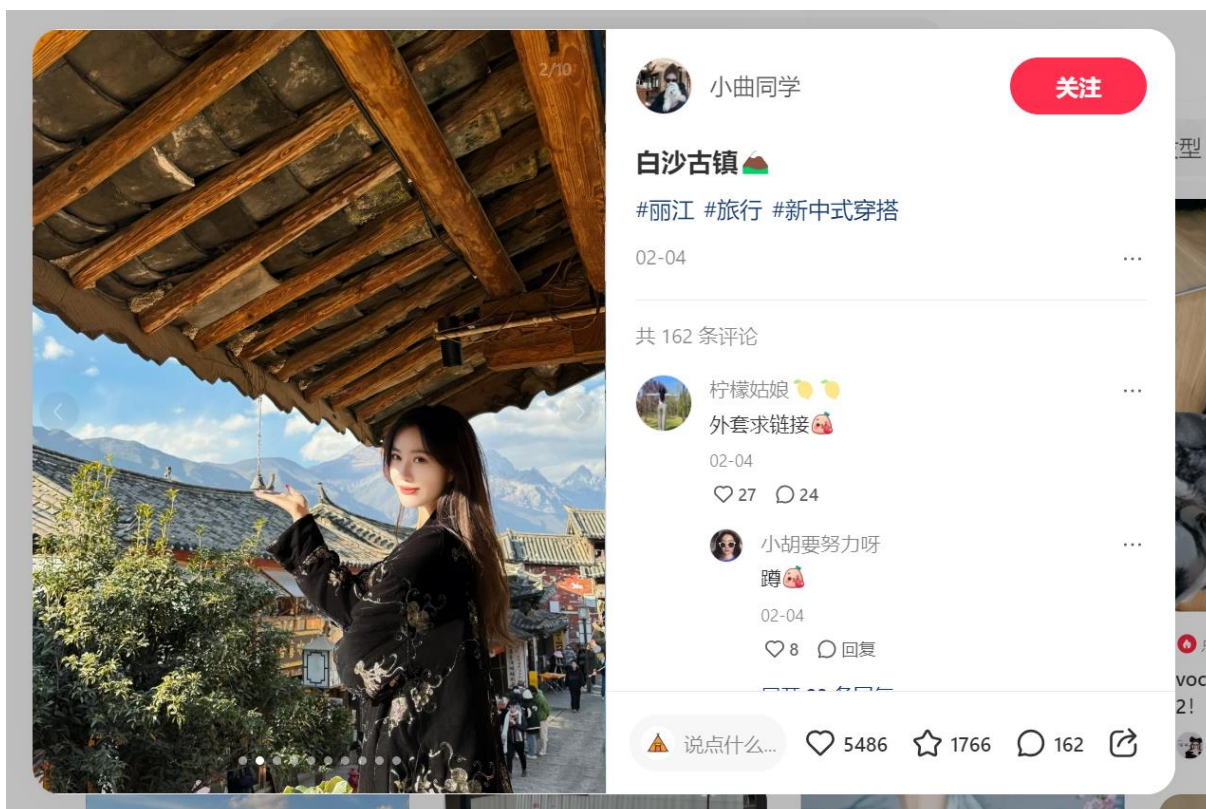 2/10
小曲同学
关注
白沙古镇
#丽江 #旅行 #新中式穿搭
02-04
共 162 条评论
柠檬姑娘🍋🍋
外套求链接
02-04
27 24
小胡要努力呀
蹲
02-04
8 回复
说点什么...
5486 1766 162
型
voc
2！